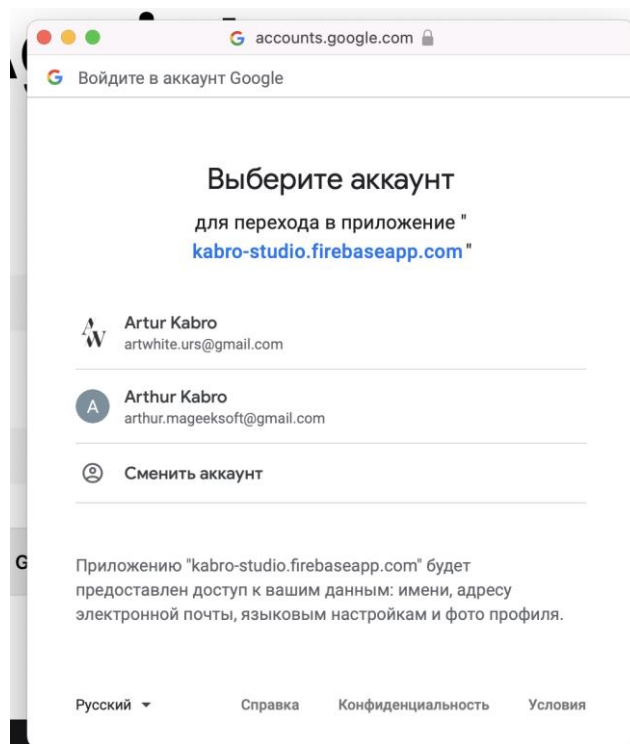 accounts.google.com
Войдите в аккаунт Google
Выберите аккаунт
для перехода в приложение "
kabro-studio.firebaseapp.com"
Artur Kabro
artwhite.urs@gmail.com
A
Arthur Kabro
arthur.mageeksoft@gmail.com
Сменить аккаунт
G
Приложению "kabro-studio.firebaseapp.com" будет
предоставлен доступ к вашим данным: имени, адресу
электронной почты, языковым настройкам и фото профиля.
Русский
Справка
Конфиденциальность
Условия